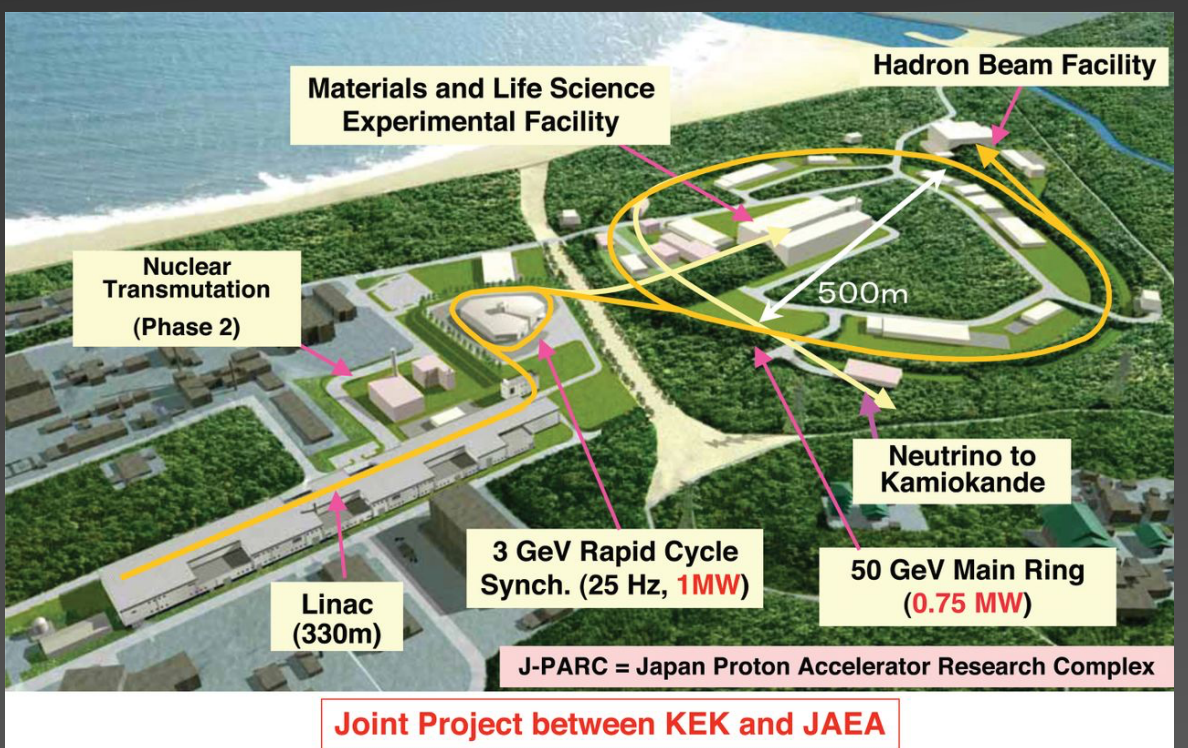 Hadron Beam Facility
Materials and Life Science
Experimental Facility
Nuclear
Transmutation
(Phase 2)
500m
Neutrino to
Kamiokande
3 GeV Rapid Cycle
Synch. (25 Hz, 1MW)
50 GeV Main Ring
(0.75 MW)
Linac
(330m)
J-PARC = Japan Proton Accelerator Research Complex
Joint Project between KEK and JAEA